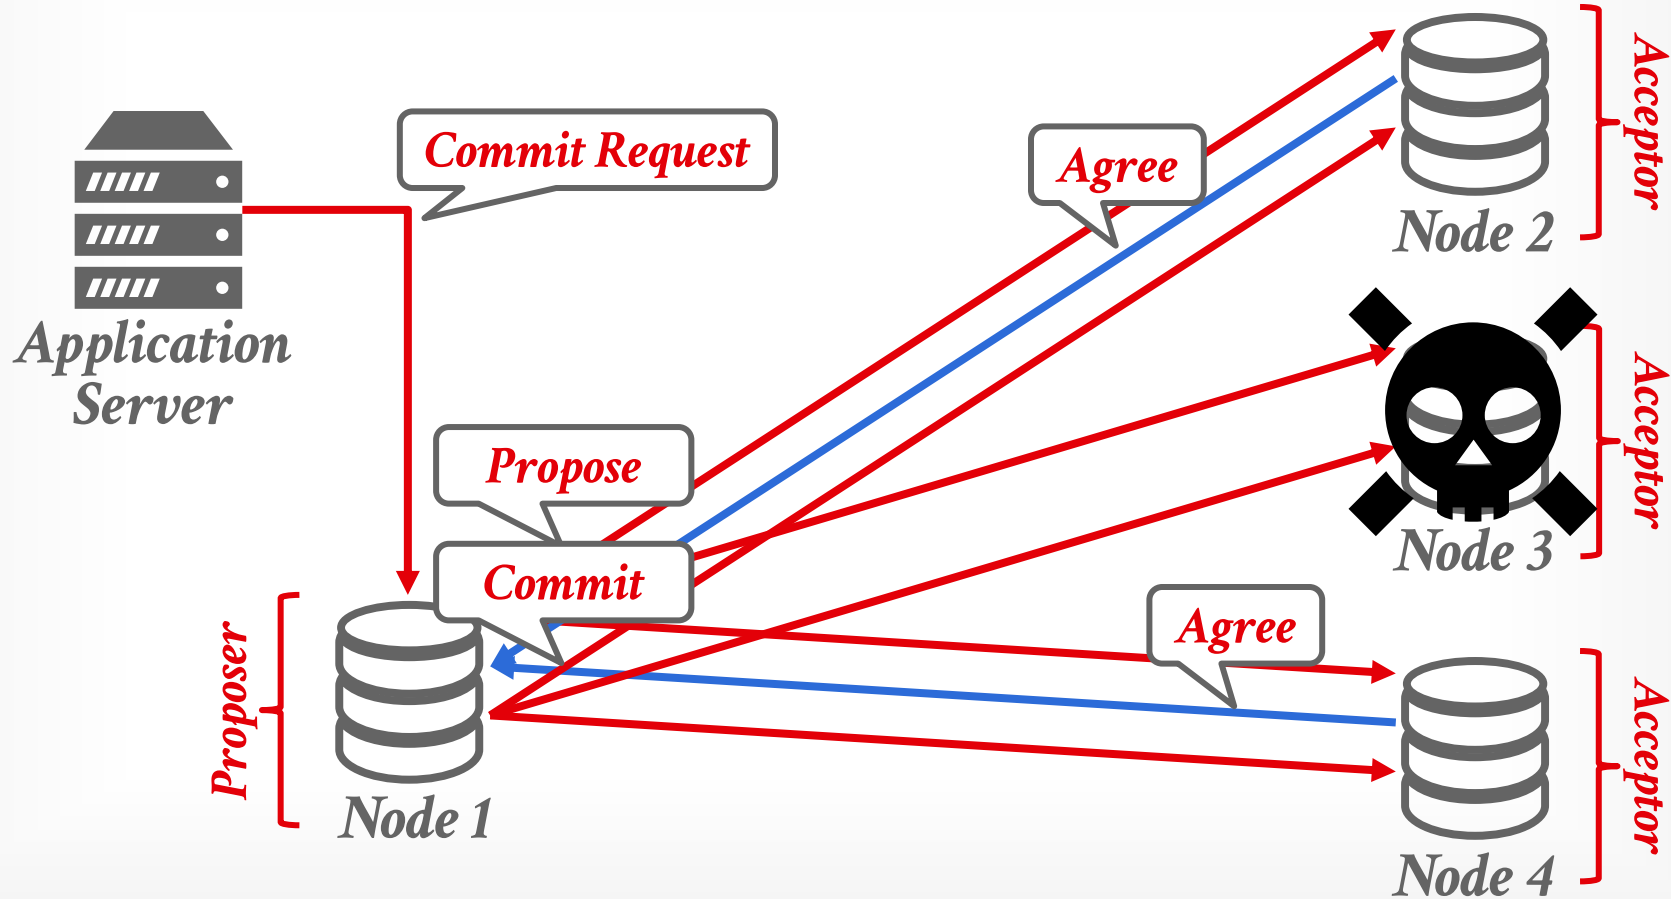 Commit Request
Agree
Acceptor
Node 2
Application
Server
Propose
Acceptor
Node 3
Commit
Agree
Proposer
Node 1
Acceptor
Node 4